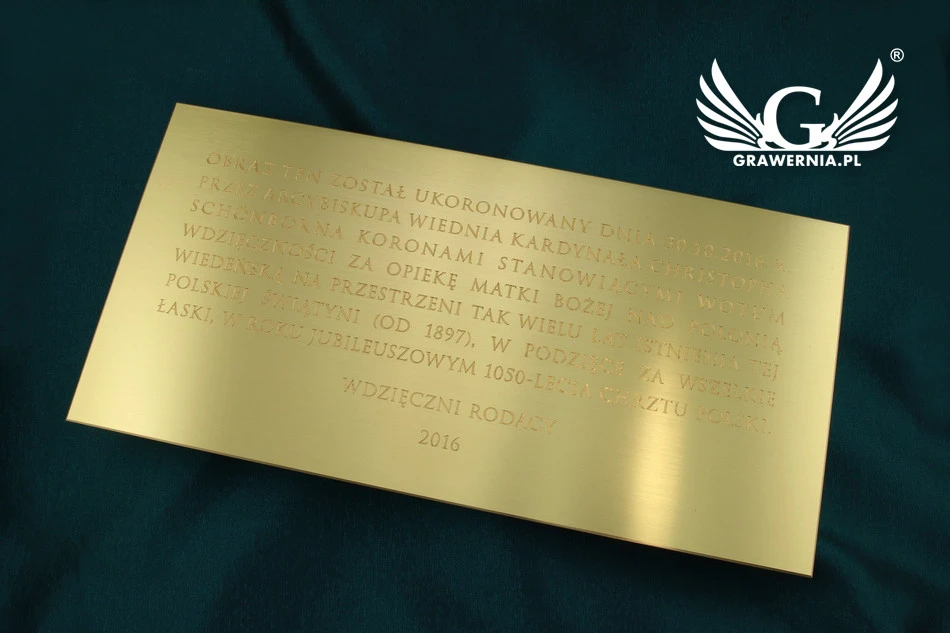 OBRAZ TEN ZOSTAŁ UKORONOWANY DNIA 30.10.2016 R.
PRZEZ ARCYBISKUPA WIEDNIA KARDYNAŁA CHRISTOPHA
SCHÖNBORNA KORONAMI STANOWIĄCYMI WOTUM
WDZIĘCZNOŚCI ZA OPIEKĘ MATKI BOŻEJ NAD POLONIĄ
WIEDEŃSKĄ NA PRZESTRZENI TAK WIELU LAT ISTNIENIA TEJ
POLSKIEJ ŚWIĄTYNI (OD 1897), W PODZIĘCE ZA WSZELKIE
ŁASKI, W ROKU JUBILEUSZOWYM 1050-LECIA CHRZTU POLSKI.
WDZIĘCZNI RODACY
2016
G ®
GRAWERNIA.PL